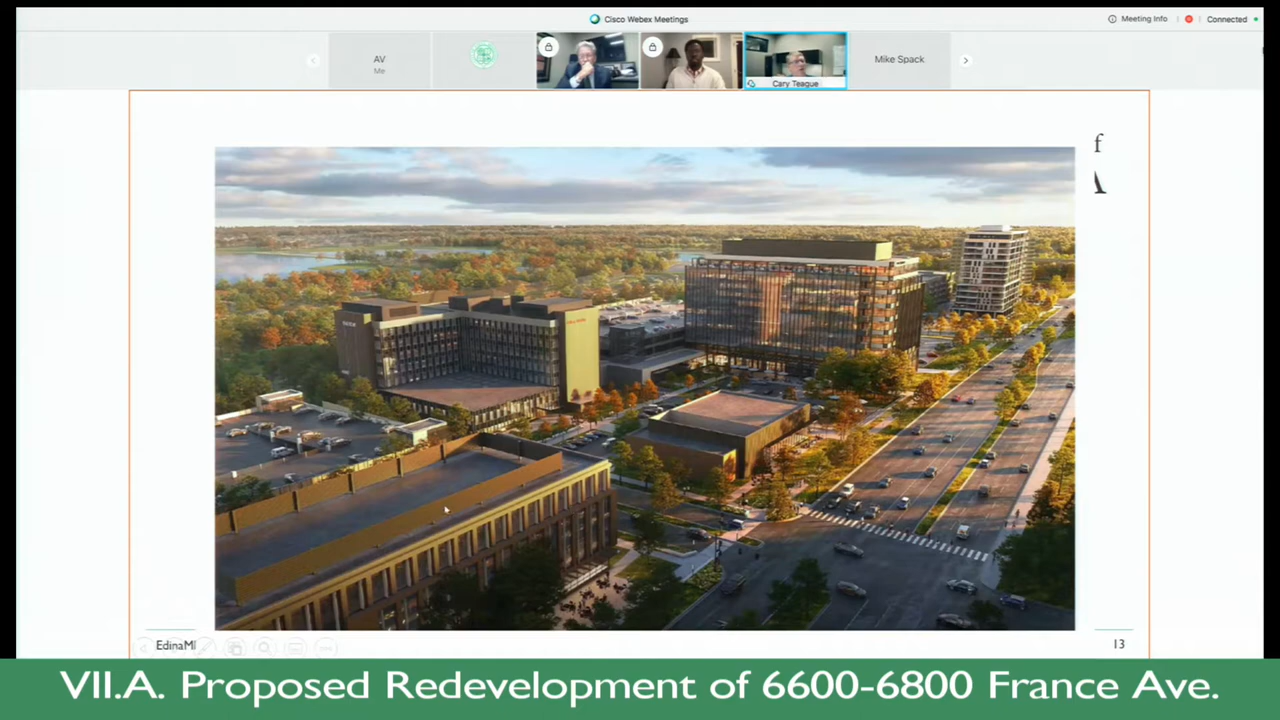 Cisco Webex Meetings
Meeting Info
Connected
AV
Me
Cary Teague
Mike Spack
f
A
EdinaM
13
VII.A. Proposed Redevelopment of 6600-6800 France Ave.